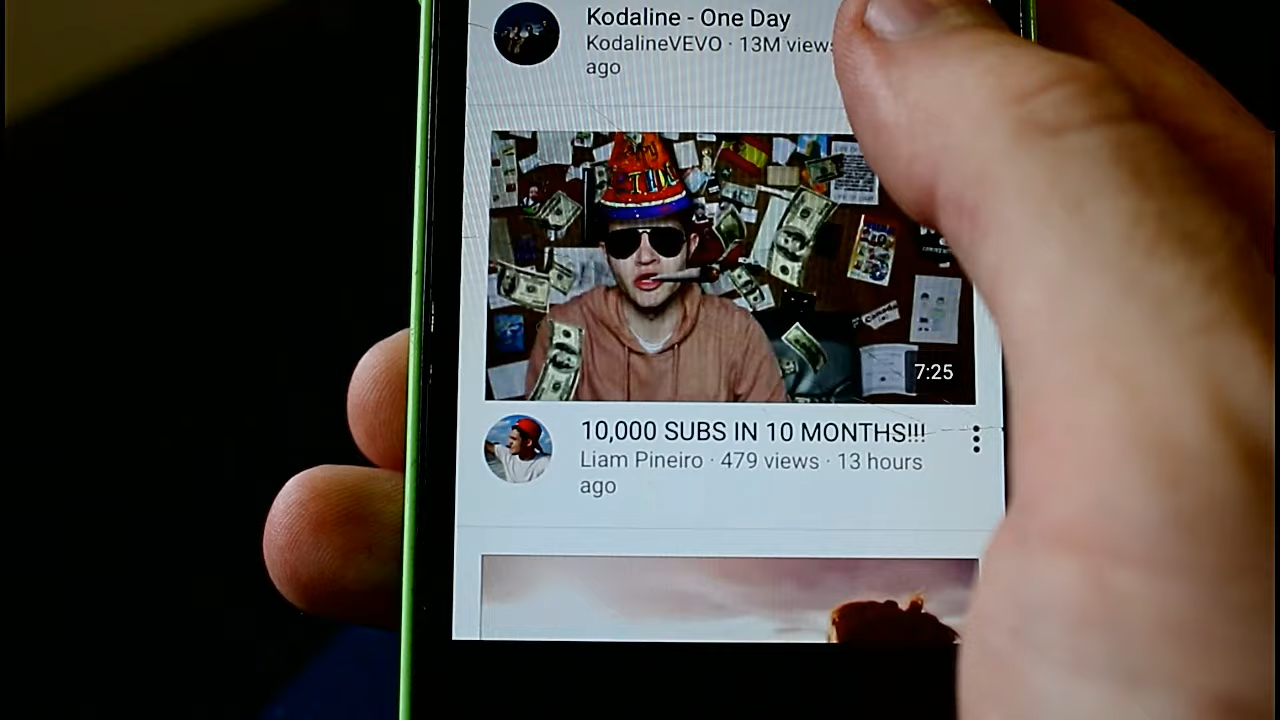 Kodaline - One Day
KodalineVEVO · 13M views
ago
7:25
10,000 SUBS IN 10 MONTHS!!!
Liam Pineiro · 479 views · 13 hours
ago